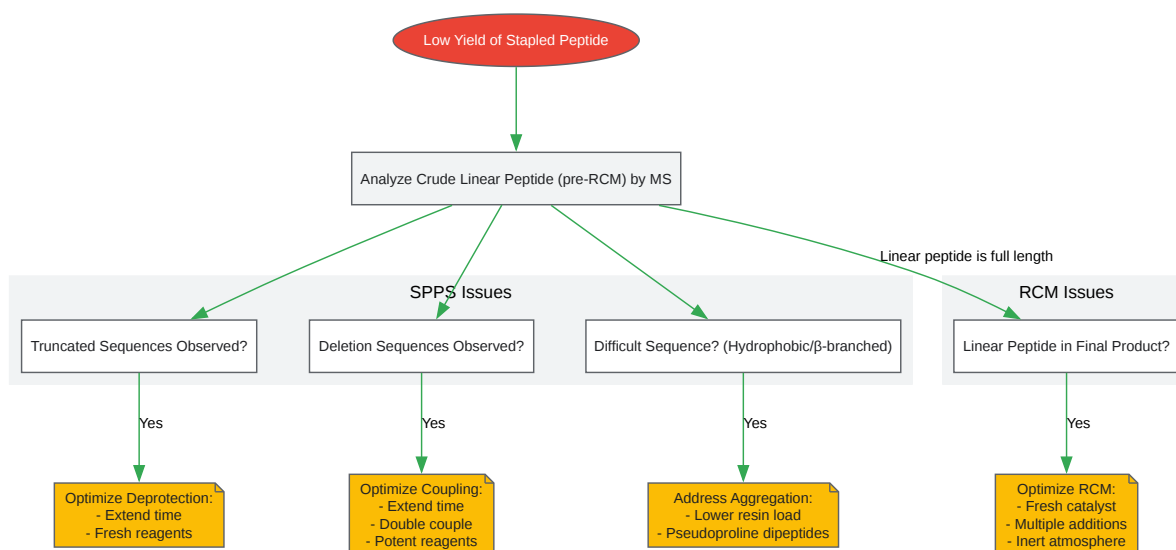 Low Yield of Stapled Peptide
Analyze Crude Linear Peptide (pre-RCM) by MS
Linear peptide is full length
SPPS Issues
RCM Issues
Truncated Sequences Observed?
Deletion Sequences Observed?
Difficult Sequence? (Hydrophobic/β-branched)
Linear Peptide in Final Product?
Yes
Yes
Yes
Yes
Optimize Deprotection:
- Extend time
- Fresh reagents
Optimize Coupling:
- Extend time
- Double couple
- Potent reagents
Address Aggregation:
- Lower resin load
- Pseudoproline dipeptides
Optimize RCM:
- Fresh catalyst
- Multiple additions
- Inert atmosphere